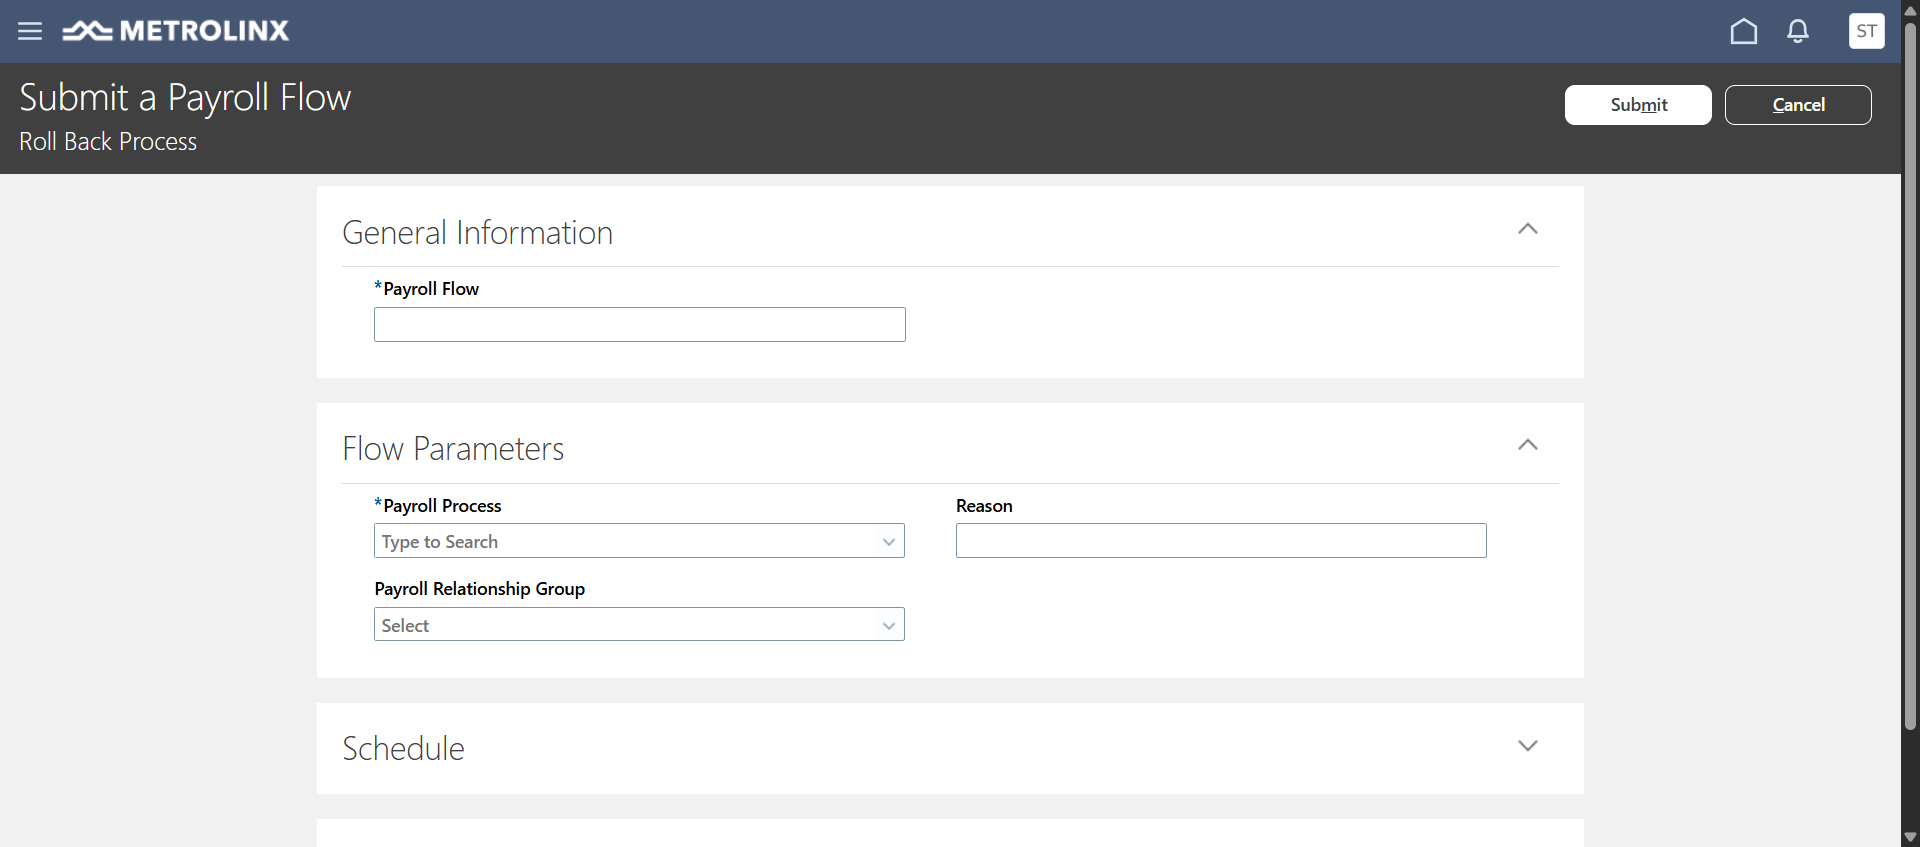 METROLINX
ST
Submit a Payroll Flow
Roll Back Process
Submit
Cancel
General Information
*Payroll Flow
Flow Parameters
*Payroll Process
Reason
Type to Search
Payroll Relationship Group
Select
Schedule